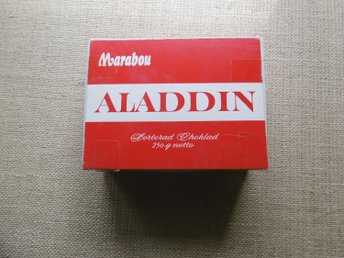 Marabou
ALADDIN
Sorterad Choklad
250 g netto